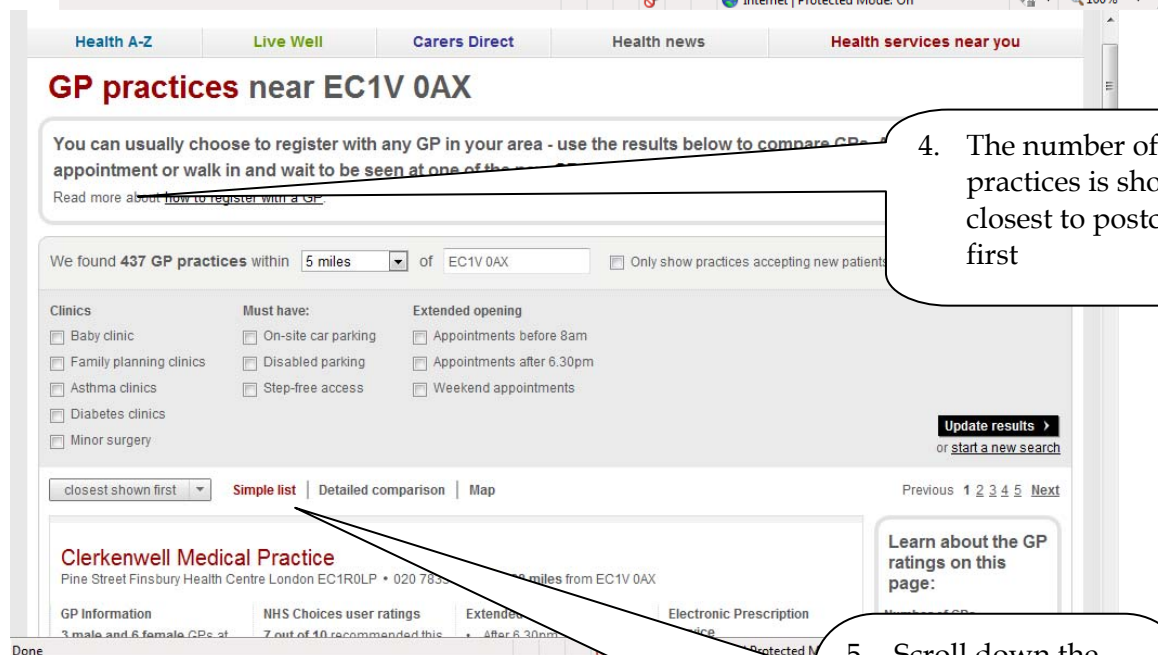 Internet | Protected Mode: On 100%
Health A-Z Live Well Carers Direct Health news Health services near you
GP practices near EC1V 0AX
You can usually choose to register with any GP in your area - use the results below to compare GPs.
appointment or walk in and wait to be seen at one of the
Read more about how to register with a GP.
4. The number of
practices is
closest to
first
We found 437 GP practices within 5 miles of EC1V 0AX Only show practices accepting new patients
Clinics Must have: Extended opening
Baby clinic On-site car parking Appointments before 8am
Family planning clinics Disabled parking Appointments after 6.30pm
Asthma clinics Step-free access Weekend appointments
Diabetes clinics
Minor surgery
Update results >
or start a new search
closest shown first Simple list | Detailed comparison | Map Previous 1 2 3 4 5 Next
Clerkenwell Medical Practice
Pine Street Finsbury Health Centre London EC1R0LP • 020 783 miles from EC1V 0AX
Learn about the GP
ratings on this
page:
GP Information NHS Choices user ratings Extended Electronic Prescription
3 male and 6 female GPs at 7 out of 10 recommended this • After 6.30pm
Done
5. Scroll down the